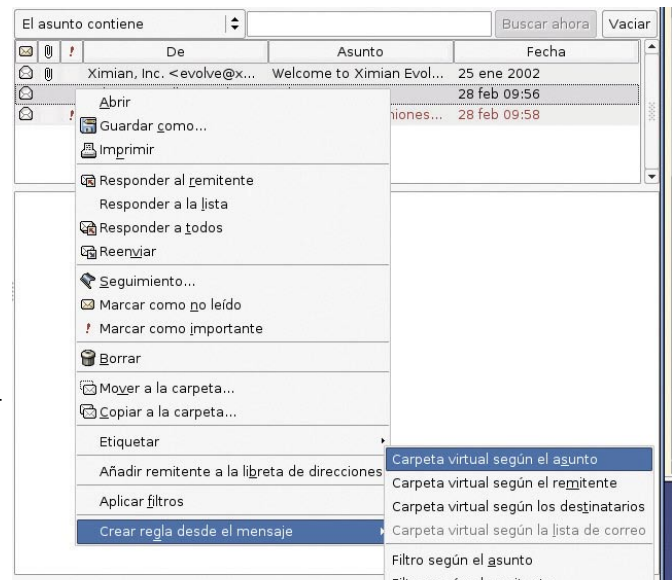 El asunto contiene Buscar ahora Vaciar
! De Asunto Fecha
Ximian, Inc. <evolve@x... Welcome to Ximian Evol... 25 ene 2002
28 feb 09:56
! niones... 28 feb 09:58
Abrir
Guardar como...
Imprimir
Responder al remitente
Responder a la lista
Responder a todos
Reenviar
Seguimiento...
Marcar como no leído
! Marcar como importante
Borrar
Mover a la carpeta...
Copiar a la carpeta...
Etiquetar
Añadir remitente a la libreta de direcciones
Aplicar filtros
Crear regla desde el mensaje
Carpeta virtual según el asunto
Carpeta virtual según el remitente
Carpeta virtual según los destinatarios
Carpeta virtual según la lista de correo
Filtro según el asunto